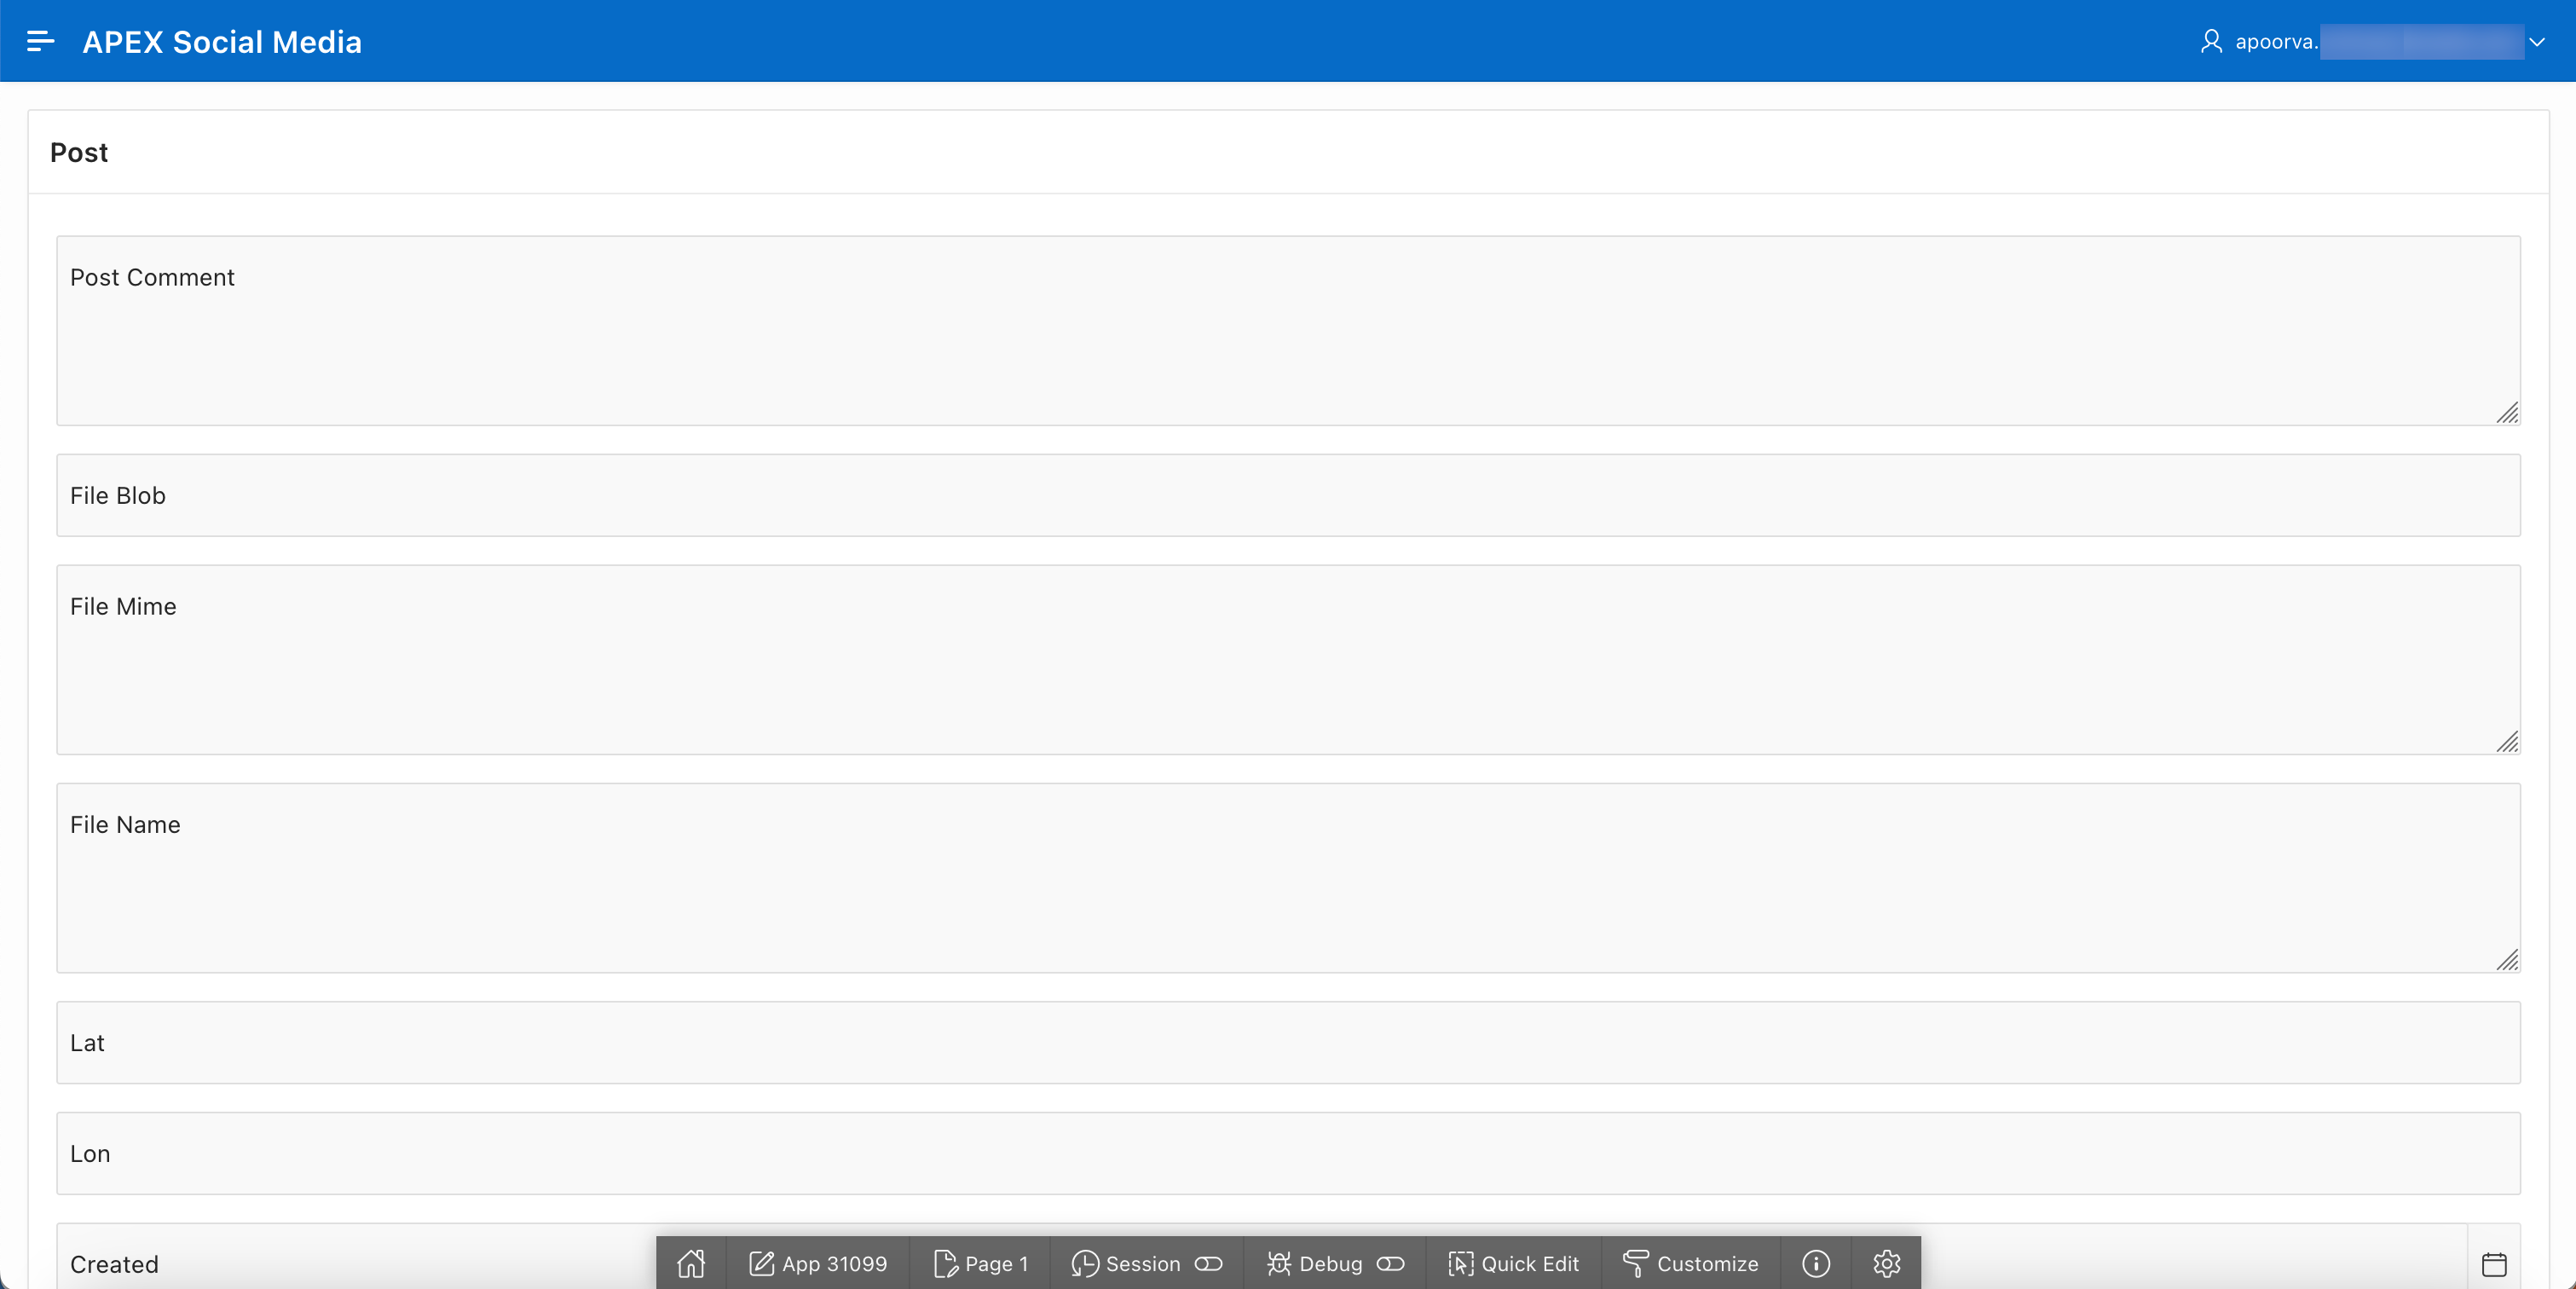 APEX Social Media
apoorva.
Post
Post Comment
File Blob
File Mime
File Name
Lat
Lon
Created
App 31099 Page 1 Session Debug Quick Edit Customize